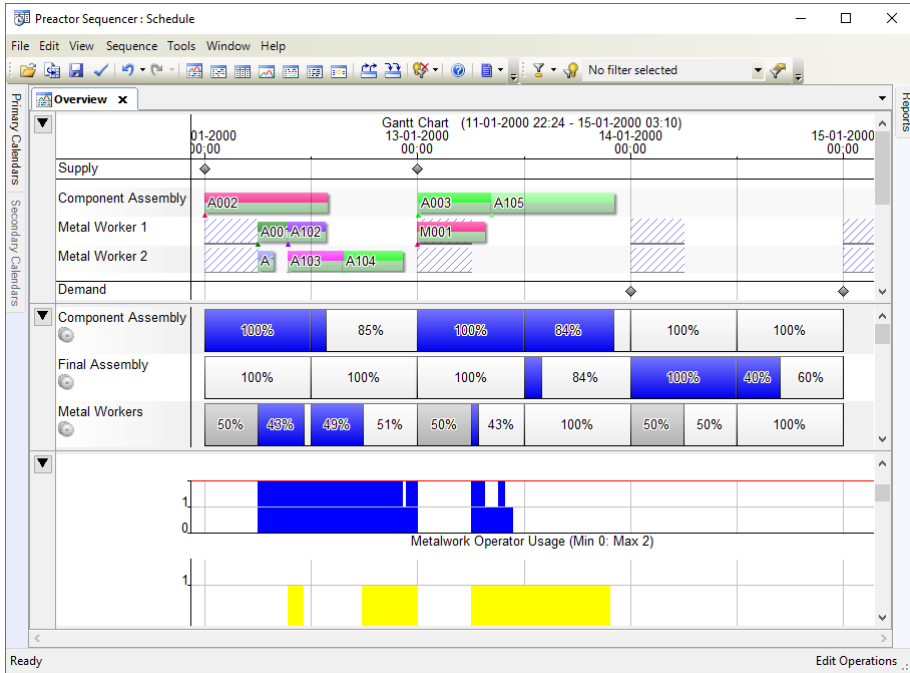 Preactor Sequencer : Schedule
File Edit View Sequence Tools Window Help
No filter selected
Overview
Primary Calendars
Secondary Calendars
Reports
Gantt Chart (11-01-2000 22:24 - 15-01-2000 03:10)
01-2000 13-01-2000 14-01-2000 15-01-2000
00:00 00:00 00:00 00:00
Supply
Component Assembly A002 A003 A105
Metal Worker 1 A001 A102 M001
Metal Worker 2 A1 A103 A104
Demand
Component Assembly 100% 85% 100% 84% 100% 100%
Final Assembly 100% 100% 100% 84% 100% 40% 60%
Metal Workers 50% 43% 49% 51% 50% 43% 100% 50% 50% 100%
1
0
Metalwork Operator Usage (Min 0: Max 2)
1
Ready Edit Operations